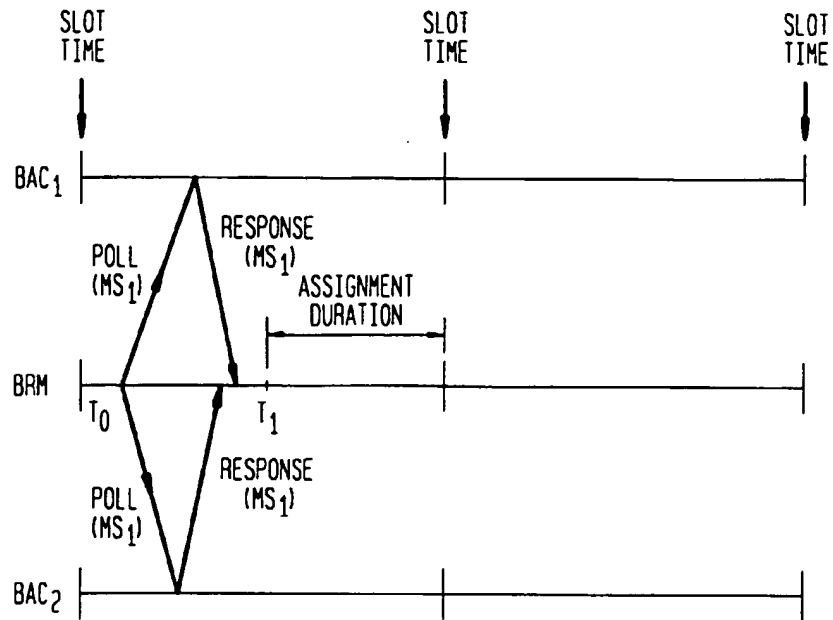 SLOT
TIME
SLOT
TIME
SLOT
TIME
BAC1
POLL
(MS1)
RESPONSE
(MS1)
ASSIGNMENT
DURATION
BRM
T0
T1
POLL
(MS1)
RESPONSE
(MS1)
BAC2